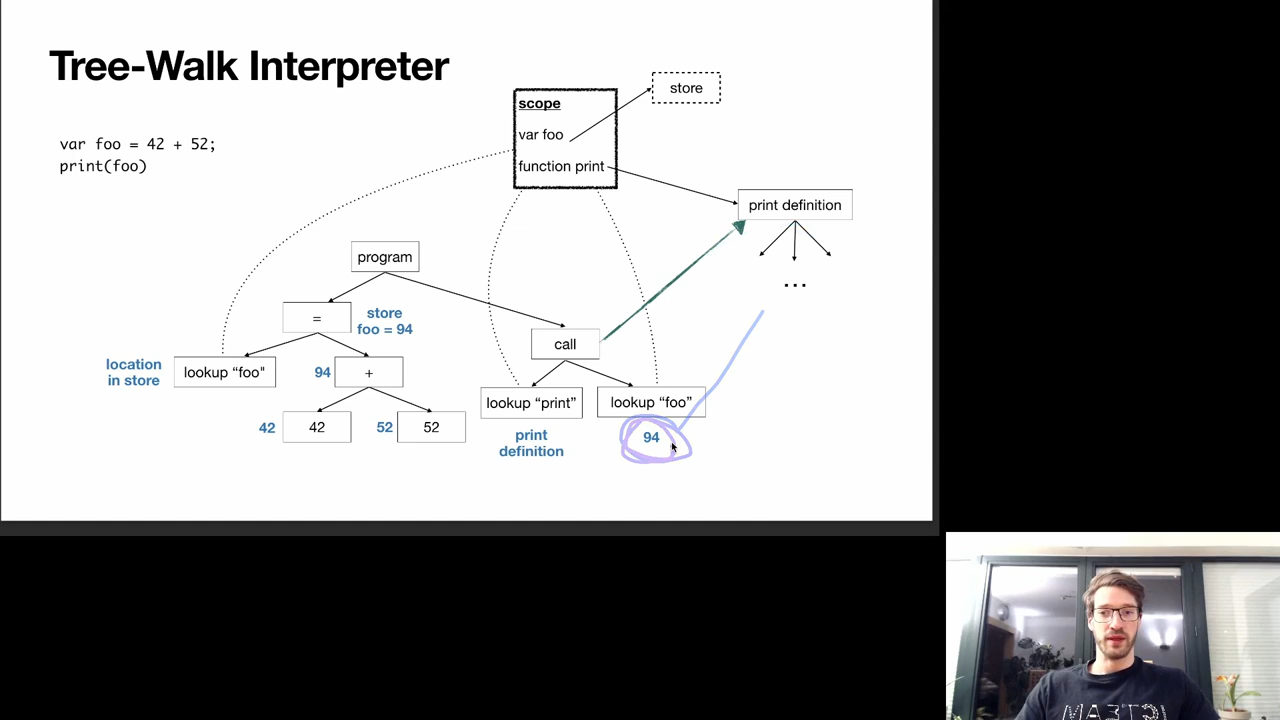 Tree-Walk Interpreter
var foo = 42 + 52;
print(foo)
scope
var foo
function print
store
print definition
...
program
=
store
foo = 94
call
location
in store
lookup “foo"
94
+
lookup “print”
lookup “foo”
42
42
52
52
print
definition
94